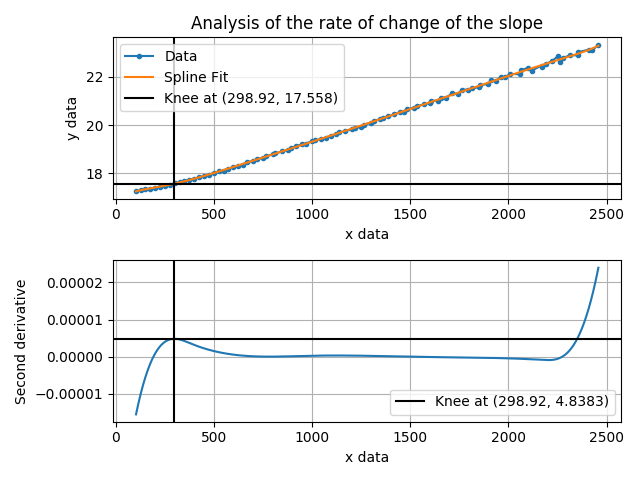 Analysis of the rate of change of the slope
Data
Spline Fit
Knee at (298.92, 17.558)
y data
22
20
18
0 500 1000 1500 2000 2500
x data
Second derivative
0.00002
0.00001
0.00000
−0.00001
Knee at (298.92, 4.8383)
0 500 1000 1500 2000 2500
x data